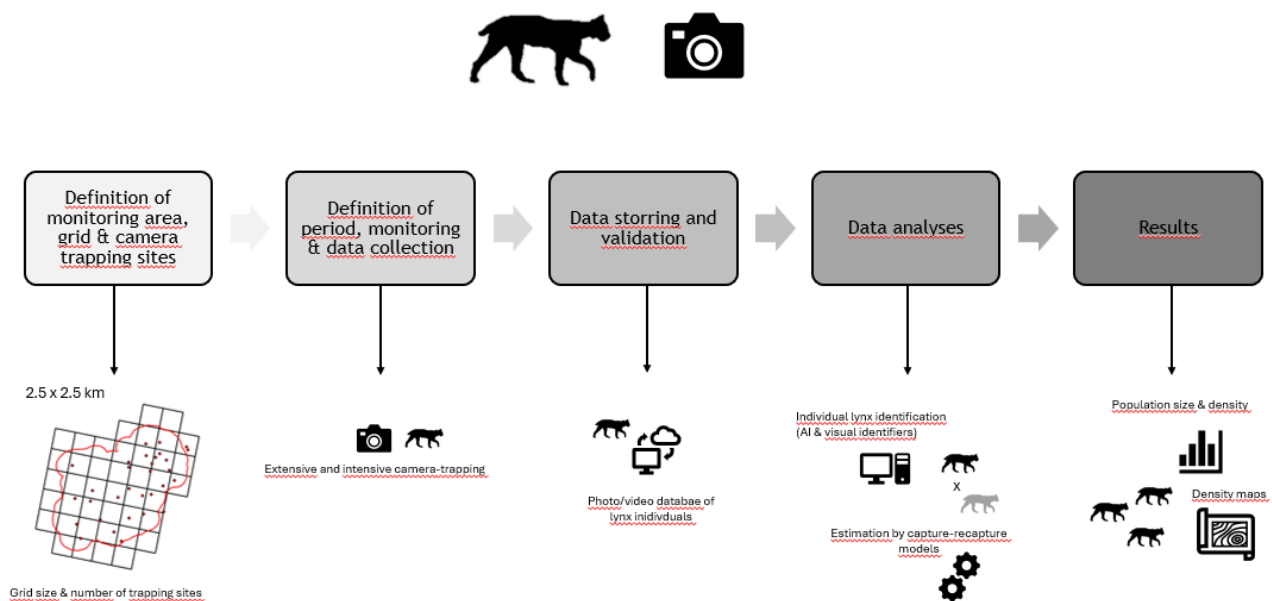 Definition of
monitoring area,
grid & camera
trapping sites
Definition of
period, monitoring
& data collection
Data storring and
validation
Data analyses
Results
2.5 x 2.5 km
Grid size & number of trapping sites
Extensive and intensive camera-trapping
Photo/video databae of
lynx inidivduals
Individual lynx identification
(AI & visual identifiers)
X
Estimation by capture-recapture
models
Population size & density
Density maps